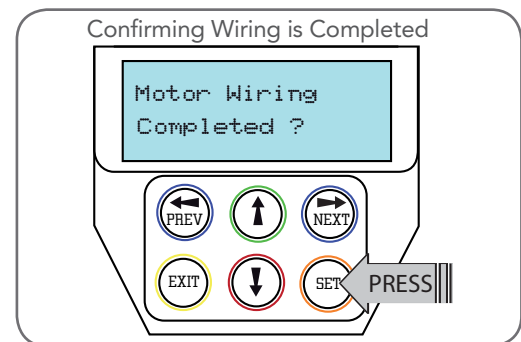 Confirming Wiring is Completed
Motor Wiring
Completed ?
PREV
NEXT
EXIT
SET
PRESS